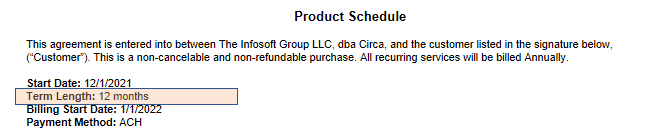 Product Schedule
This agreement is entered into between The Infosoft Group LLC, dba Circa, and the customer listed in the signature below,
("Customer"). This is a non-cancelable and non-refundable purchase. All recurring services will be billed Annually.
Start Date: 12/1/2021
Term Length: 12 months
Billing Start Date: 1/1/2022
Payment Method: ACH